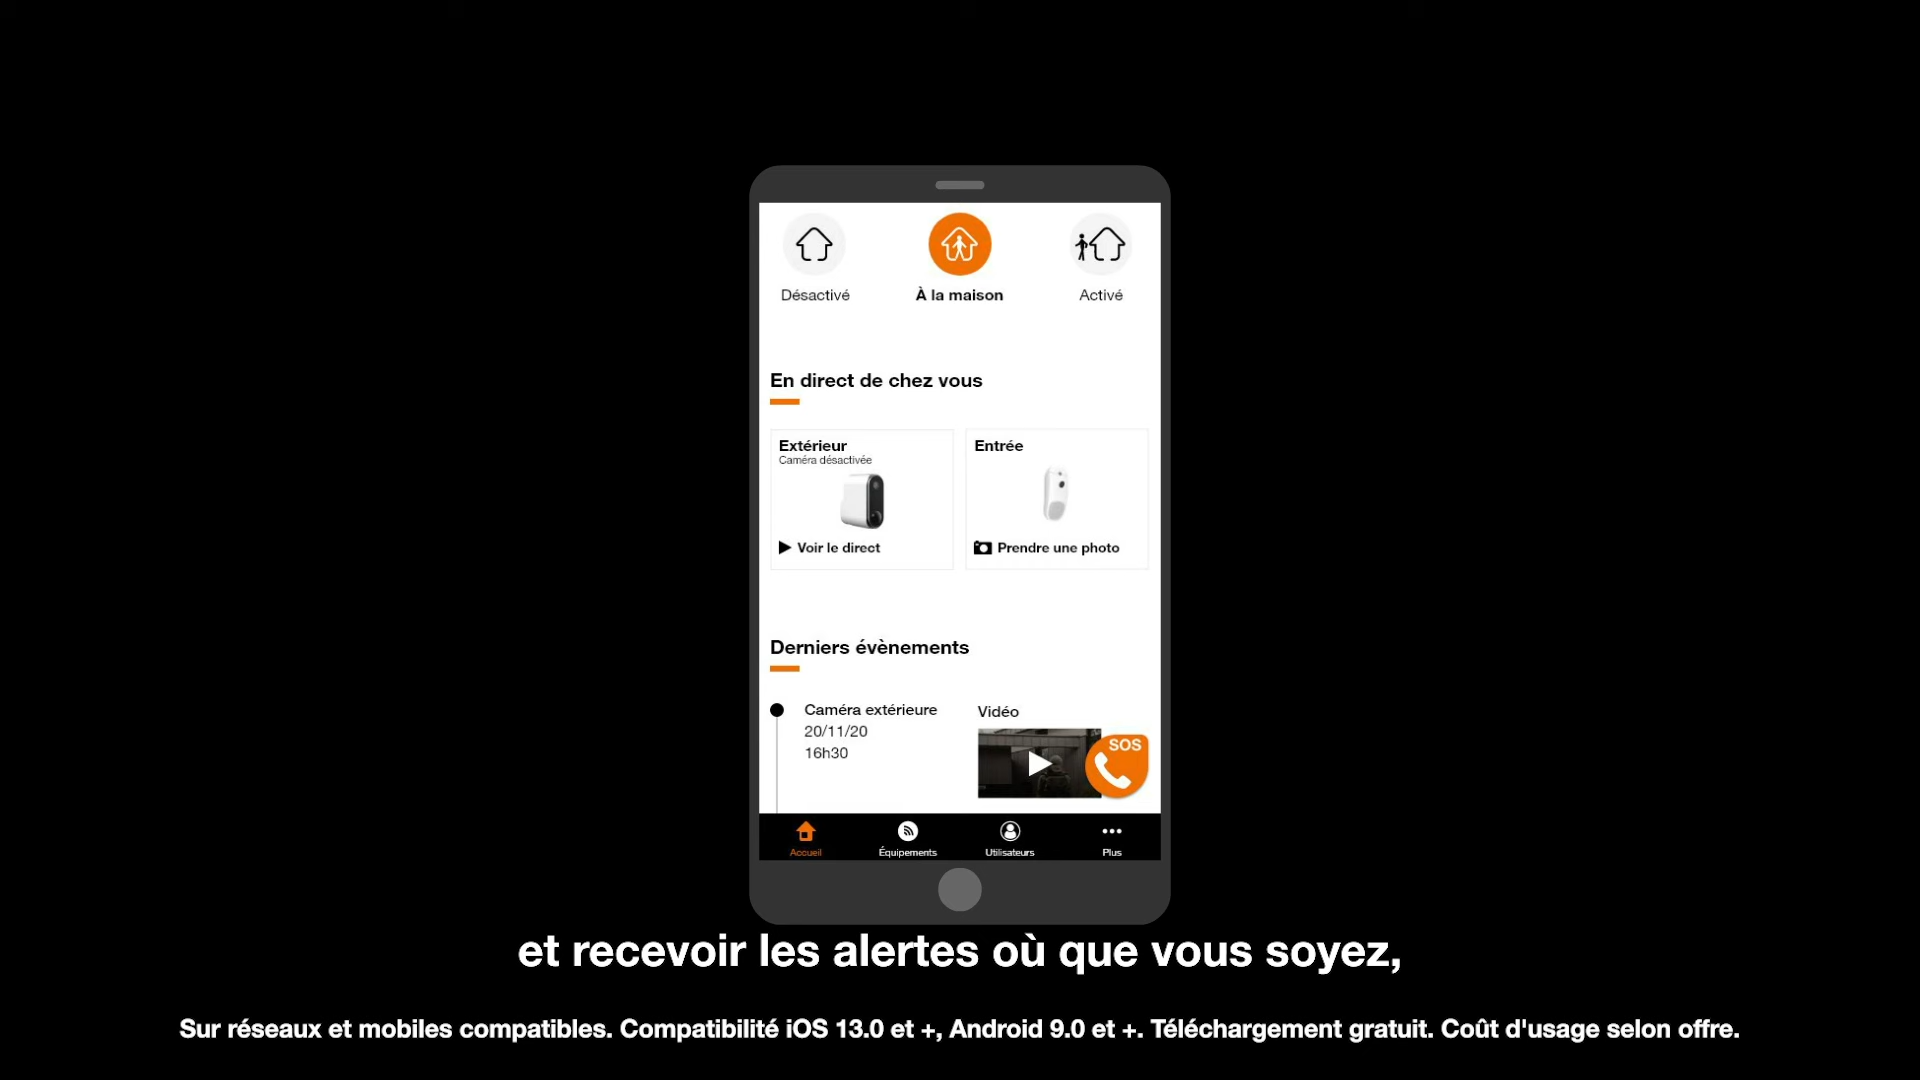 Désactivé À la maison Activé
En direct de chez vous
Extérieur
Caméra désactivée
Voir le direct
Entrée
Prendre une photo
Derniers évènements
Caméra extérieure
20/11/20
16h30
Vidéo
SOS
Accueil Équipements Utilisateurs Plus
et recevoir les alertes où que vous soyez,
Sur réseaux et mobiles compatibles. Compatibilité iOS 13.0 et +, Android 9.0 et +. Téléchargement gratuit. Coût d'usage selon offre.